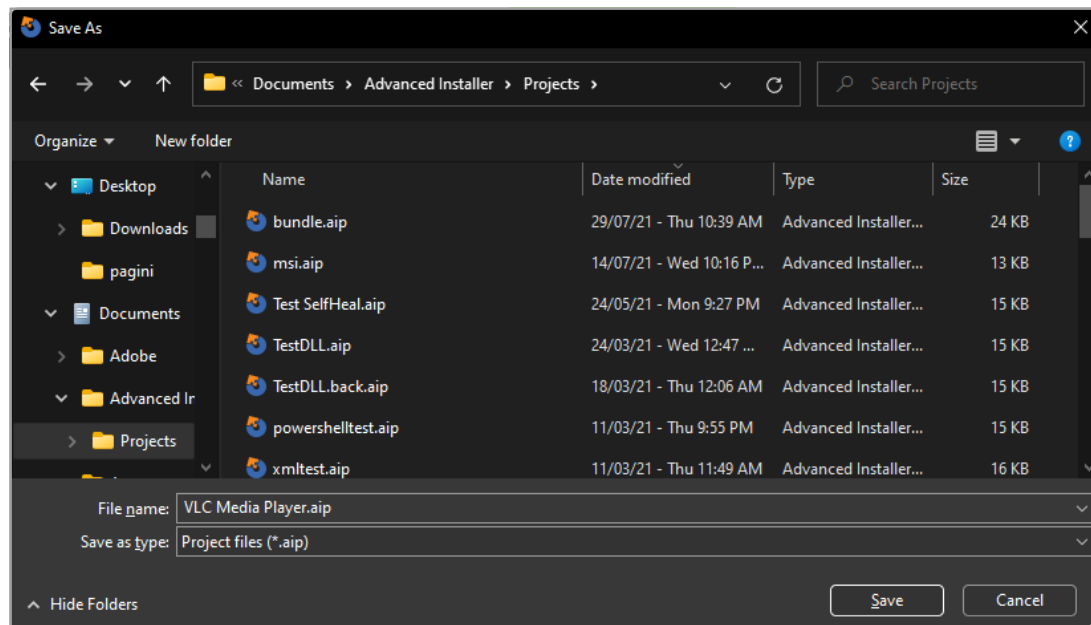 Save As
« Documents › Advanced Installer › Projects ›
Search Projects
Organize New folder
Name Date modified Type Size
Desktop
Downloads
pagini
Documents
Adobe
Advanced Ir
Projects
bundle.aip 29/07/21 - Thu 10:39 AM Advanced Installer... 24 KB
msi.aip 14/07/21 - Wed 10:16 P... Advanced Installer... 13 KB
Test SelfHeal.aip 24/05/21 - Mon 9:27 PM Advanced Installer... 15 KB
TestDLL.aip 24/03/21 - Wed 12:47 ... Advanced Installer... 15 KB
TestDLL.back.aip 18/03/21 - Thu 12:06 AM Advanced Installer... 15 KB
powershelltest.aip 11/03/21 - Thu 9:55 PM Advanced Installer... 15 KB
xmltest.aip 11/03/21 - Thu 11:49 AM Advanced Installer... 16 KB
File name: VLC Media Player.aip
Save as type: Project files (*.aip)
Hide Folders
Save Cancel